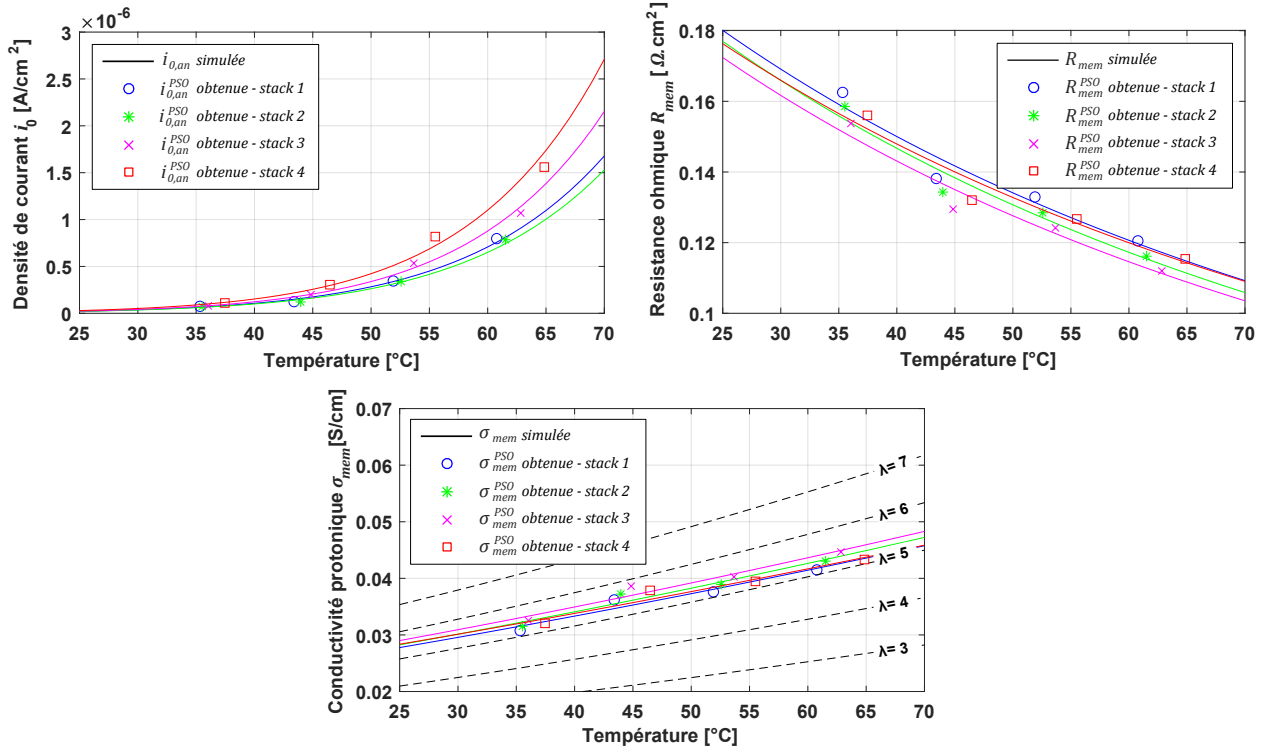 ×10⁻⁶
3
2.5
2
1.5
1
0.5
0
25 30 35 40 45 50 55 60 65 70
Densité de courant i₀ [A/cm²]
Température [°C]
i₀,an simulée
i₀,an^PSO obtenue - stack 1
i₀,an^PSO obtenue - stack 2
i₀,an^PSO obtenue - stack 3
i₀,an^PSO obtenue - stack 4
0.18
0.16
0.14
0.12
0.1
25 30 35 40 45 50 55 60 65 70
Resistance ohmique R_mem [Ω.cm²]
Température [°C]
R_mem simulée
R_mem^PSO obtenue - stack 1
R_mem^PSO obtenue - stack 2
R_mem^PSO obtenue - stack 3
R_mem^PSO obtenue - stack 4
0.07
0.06
0.05
0.04
0.03
0.02
25 30 35 40 45 50 55 60 65 70
Conductivité protonique σ_mem[S/cm]
Température [°C]
σ_mem simulée
σ_mem^PSO obtenue - stack 1
σ_mem^PSO obtenue - stack 2
σ_mem^PSO obtenue - stack 3
σ_mem^PSO obtenue - stack 4
λ= 7
λ= 6
λ= 5
λ= 4
λ= 3